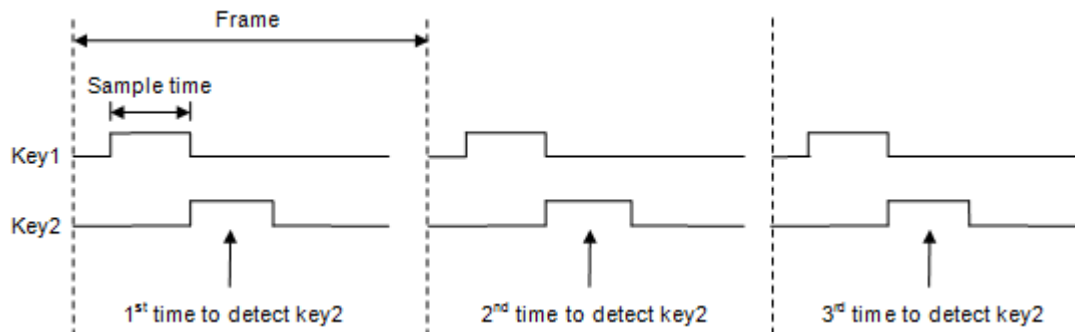 Frame
Sample time
Key1
Key2
1st time to detect key2
2nd time to detect key2
3rd time to detect key2